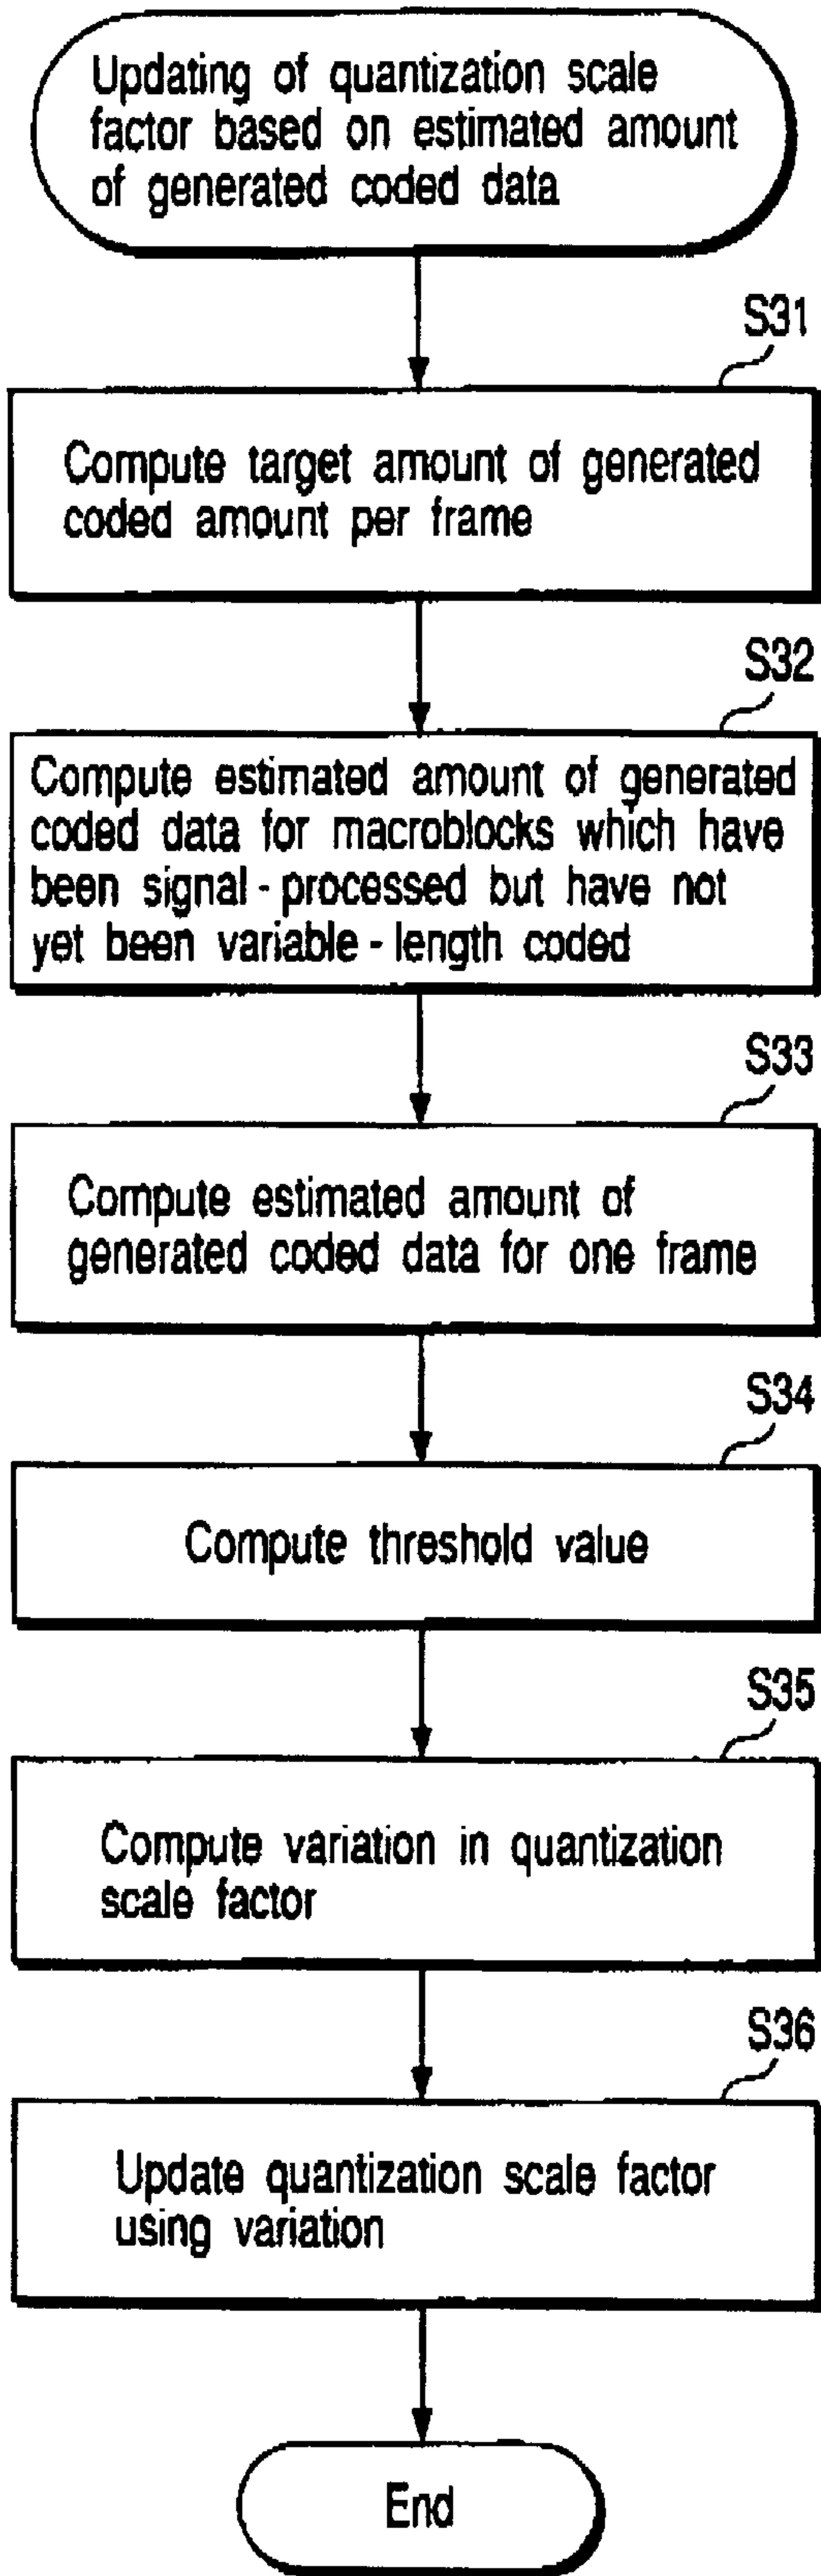 Updating of quantization scale
factor based on estimated amount
of generated coded data
S31
Compute target amount of generated
coded amount per frame
S32
Compute estimated amount of generated
coded data for macroblocks which have
been signal - processed but have not
yet been variable - length coded
S33
Compute estimated amount of
generated coded data for one frame
S34
Compute threshold value
S35
Compute variation in quantization
scale factor
S36
Update quantization scale factor
using variation
End